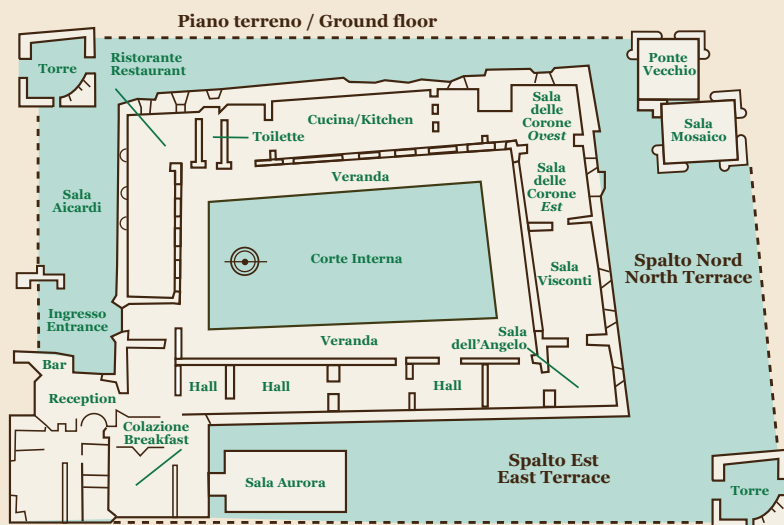 Piano terreno / Ground floor
Torre
Ristorante
Restaurant
Ponte
Vecchio
Sala
delle
Corone
Ovest
Cucina/Kitchen
Toilette
Sala
Mosaico
Veranda
Sala
delle
Corone
Est
Sala
Aicardi
Corte Interna
Sala
Visconti
Spalto Nord
North Terrace
Ingresso
Entrance
Veranda
Sala
dell'Angelo
Bar
Hall
Hall
Hall
Reception
Colazione
Breakfast
Sala Aurora
Spalto Est
East Terrace
Torre